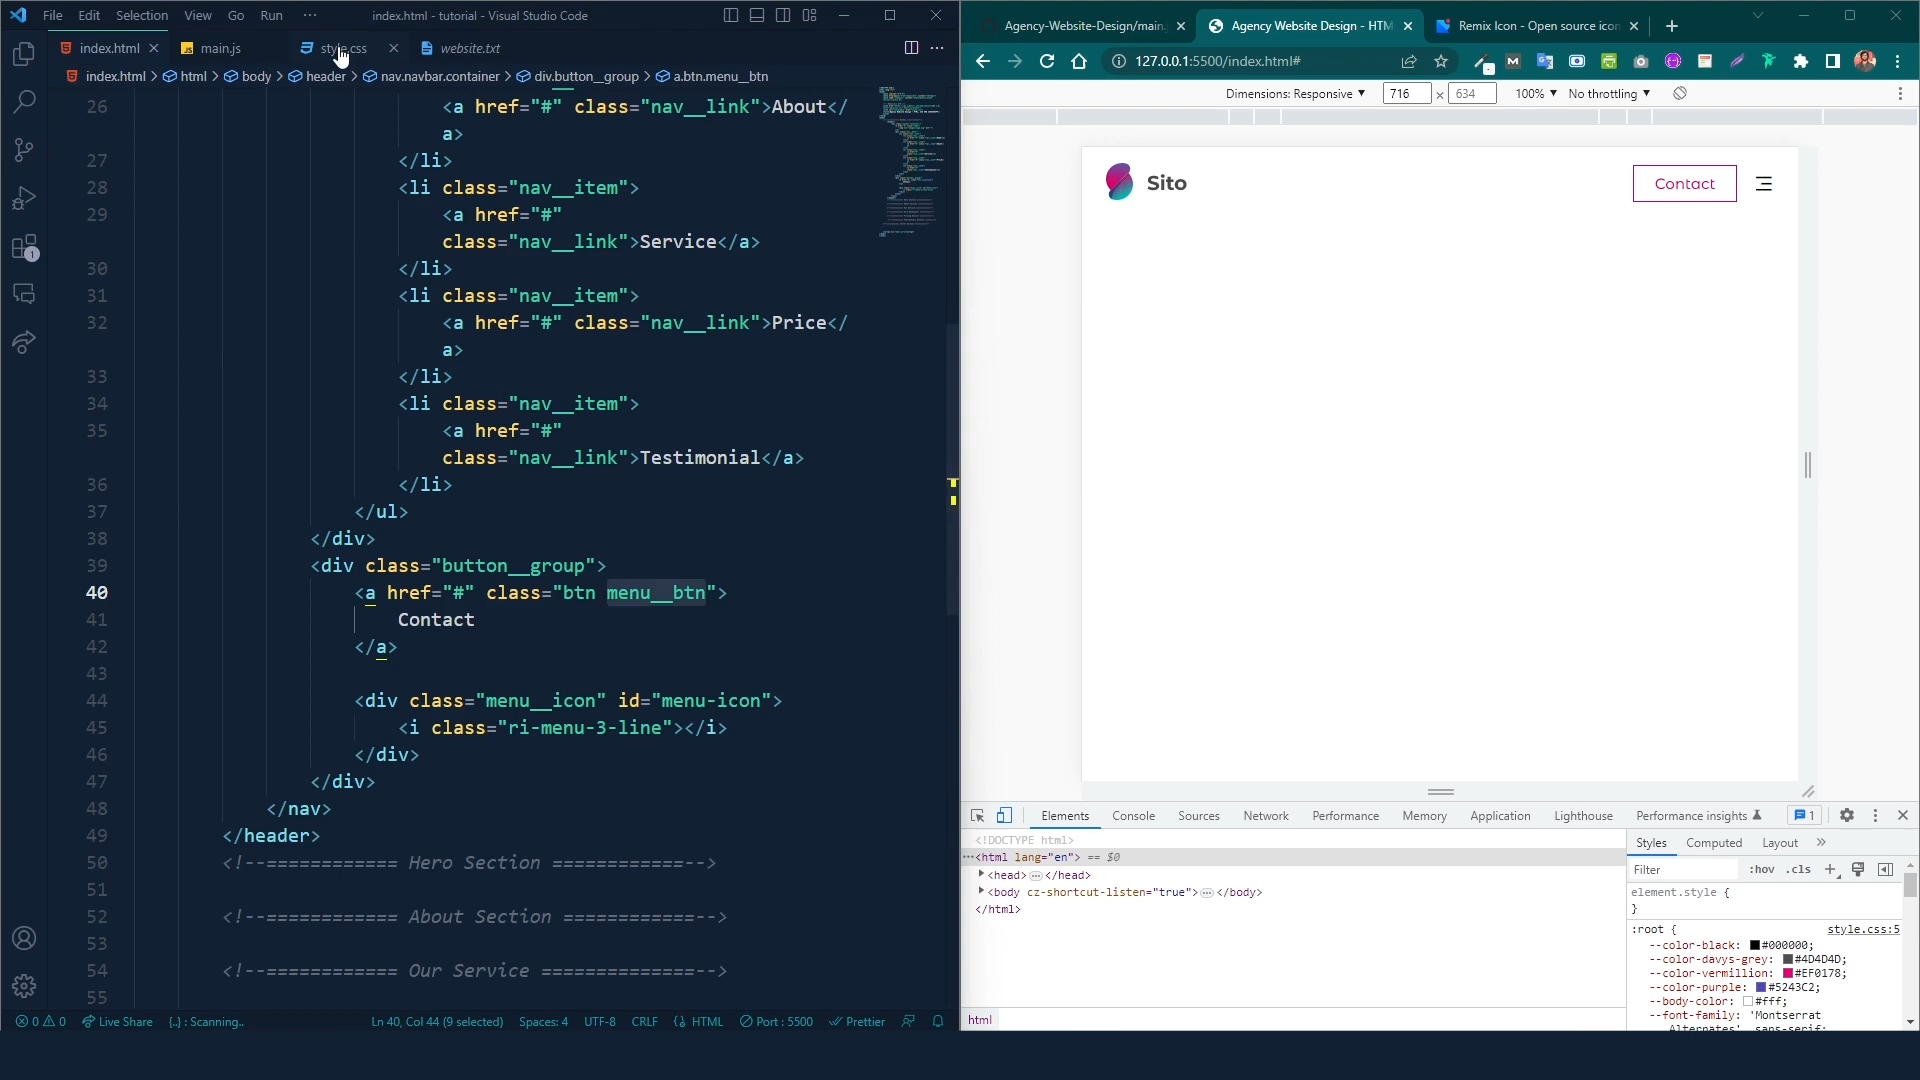 File Edit Selection View Go Run ··· index.html - tutorial - Visual Studio Code
index.html main.js style.css website.txt
index.html > html > body > header > nav.navbar.container > div.button__group > a.btn.menu__btn
26 <a href="#" class="nav__link">About</
a>
27 </li>
28 <li class="nav__item">
29 <a href="#"
class="nav__link">Service</a>
30 </li>
31 <li class="nav__item">
32 <a href="#" class="nav__link">Price</
a>
33 </li>
34 <li class="nav__item">
35 <a href="#"
class="nav__link">Testimonial</a>
36 </li>
37 </ul>
38 </div>
39 <div class="button__group">
40 <a href="#" class="btn menu__btn">
41 Contact
42 </a>
43
44 <div class="menu__icon" id="menu-icon">
45 <i class="ri-menu-3-line"></i>
46 </div>
47 </div>
48 </nav>
49 </header>
50 <!--============ Hero Section ============-->
51
52 <!--============ About Section ============-->
53
54 <!--============ Our Service ==============-->
55
1
0 0 Live Share {..} : Scanning.. Ln 40, Col 44 (9 selected) Spaces: 4 UTF-8 CRLF HTML Port : 5500 Prettier
Agency-Website-Design/main. Agency Website Design - HTM Remix Icon - Open source icon
127.0.0.1:5500/index.html#
Dimensions: Responsive 716 × 634 100% No throttling
Sito Contact
Elements Console Sources Network Performance Memory Application Lighthouse Performance insights 1
<!DOCTYPE html>
<html lang="en"> == $0
<head> </head>
<body cz-shortcut-listen="true"> </body>
</html>
html
Styles Computed Layout »
Filter :hov .cls
element.style {
}
:root { style.css:5
--color-black: #000000;
--color-davys-grey: #4D4D4D;
--color-vermillion: #EF0178;
--color-purple: #5243C2;
--body-color: #fff;
--font-family: 'Montserrat
Alternates', sans-serif;